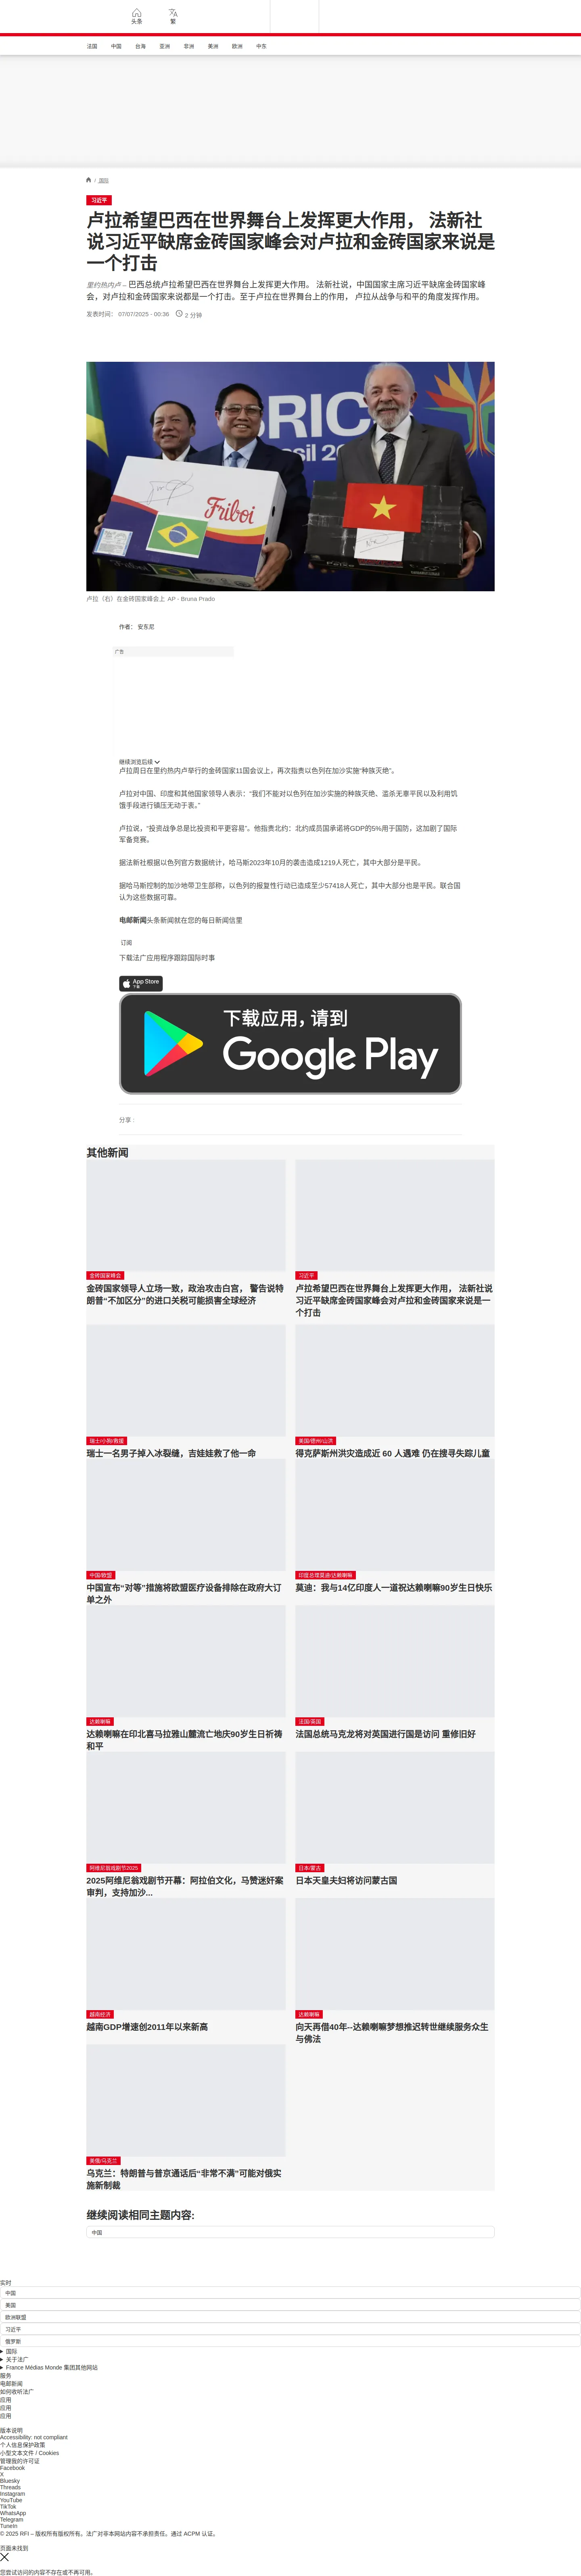 头条
繁
法国 中国 台海 亚洲 非洲 美洲 欧洲 中东
/ 国际
习近平
卢拉希望巴西在世界舞台上发挥更大作用， 法新社
说习近平缺席金砖国家峰会对卢拉和金砖国家来说是
一个打击
里约热内卢 – 巴西总统卢拉希望巴西在世界舞台上发挥更大作用。 法新社说，中国国家主席习近平缺席金砖国家峰
会，对卢拉和金砖国家来说都是一个打击。至于卢拉在世界舞台上的作用， 卢拉从战争与和平的角度发挥作用。
发表时间： 07/07/2025 - 00:36 2 分钟
BRIC
asil 20
Friboi
卢拉（右）在金砖国家峰会上 AP - Bruna Prado
作者： 安东尼
广告
继续浏览后续
卢拉周日在里约热内卢举行的金砖国家11国会议上，再次指责以色列在加沙实施“种族灭绝”。
卢拉对中国、印度和其他国家领导人表示：“我们不能对以色列在加沙实施的种族灭绝、滥杀无辜平民以及利用饥
饿手段进行镇压无动于衷。”
卢拉说，“投资战争总是比投资和平更容易”。他指责北约：北约成员国承诺将GDP的5%用于国防，这加剧了国际
军备竞赛。
据法新社根据以色列官方数据统计，哈马斯2023年10月的袭击造成1219人死亡，其中大部分是平民。
据哈马斯控制的加沙地带卫生部称，以色列的报复性行动已造成至少57418人死亡，其中大部分也是平民。联合国
认为这些数据可靠。
电邮新闻头条新闻就在您的每日新闻信里
订阅
下载法广应用程序跟踪国际时事
App Store
下载
下载应用，请到
Google Play
分享 :
其他新闻
金砖国家峰会
金砖国家领导人立场一致，政治攻击白宫， 警告说特
朗普“不加区分”的进口关税可能损害全球经济
习近平
卢拉希望巴西在世界舞台上发挥更大作用， 法新社说
习近平缺席金砖国家峰会对卢拉和金砖国家来说是一
个打击
瑞士/小狗/救援
瑞士一名男子掉入冰裂缝，吉娃娃救了他一命
美国/德州/山洪
得克萨斯州洪灾造成近 60 人遇难 仍在搜寻失踪儿童
中国/欧盟
中国宣布“对等”措施将欧盟医疗设备排除在政府大订
单之外
印度总理莫迪/达赖喇嘛
莫迪：我与14亿印度人一道祝达赖喇嘛90岁生日快乐
达赖喇嘛
达赖喇嘛在印北喜马拉雅山麓流亡地庆90岁生日祈祷
和平
法国/英国
法国总统马克龙将对英国进行国是访问 重修旧好
阿维尼翁戏剧节2025
2025阿维尼翁戏剧节开幕：阿拉伯文化，马赞迷奸案
审判，支持加沙...
日本/蒙古
日本天皇夫妇将访问蒙古国
越南经济
越南GDP增速创2011年以来新高
达赖喇嘛
向天再借40年--达赖喇嘛梦想推迟转世继续服务众生
与佛法
美俄/乌克兰
乌克兰：特朗普与普京通话后“非常不满”可能对俄实
施新制裁
继续阅读相同主题内容:
中国
实时
中国
美国
欧洲联盟
习近平
俄罗斯
国际
关于法广
France Médias Monde 集团其他网站
服务
电邮新闻
如何收听法广
应用
应用
应用
版本说明
Accessibility: not compliant
个人信息保护政策
小型文本文件 / Cookies
管理我的许可证
Facebook
X
Bluesky
Threads
Instagram
YouTube
TikTok
WhatsApp
Telegram
TuneIn
© 2025 RFI – 版权所有版权所有。法广对非本网站内容不承担责任。通过 ACPM 认证。
页面未找到
您尝试访问的内容不存在或不再可用。